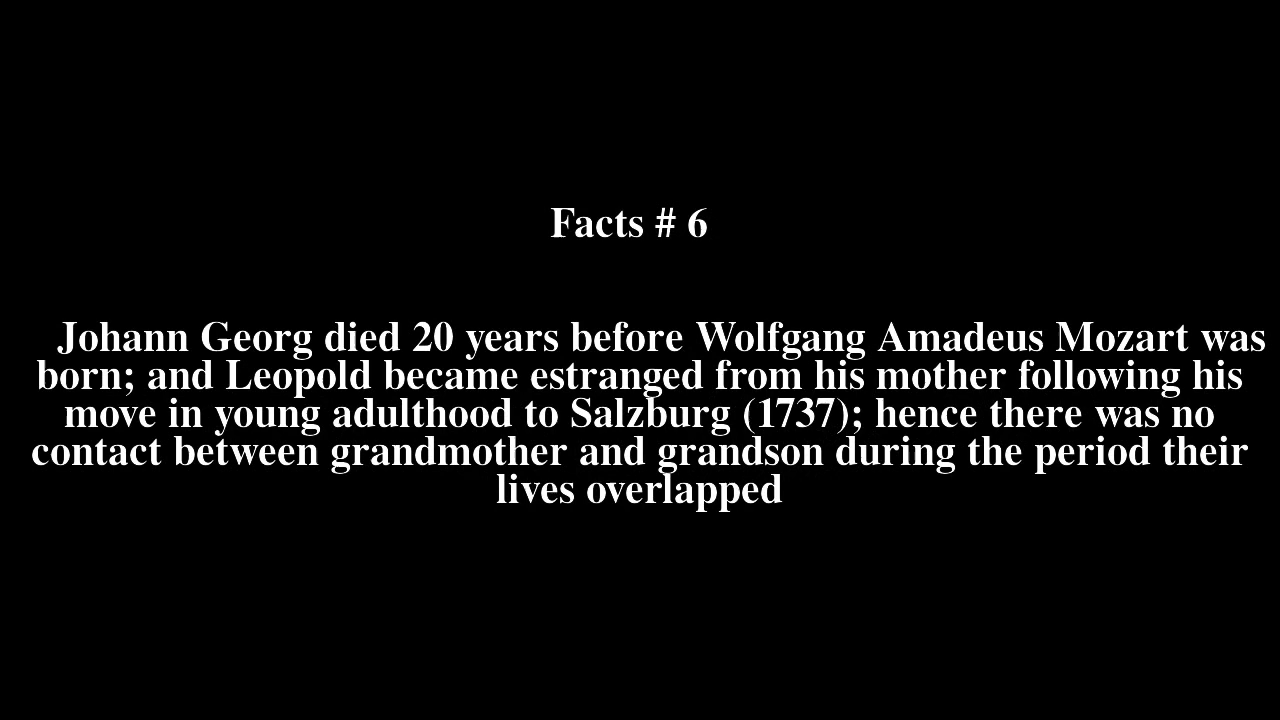 Facts # 6
Johann Georg died 20 years before Wolfgang Amadeus Mozart was
born; and Leopold became estranged from his mother following his
move in young adulthood to Salzburg (1737); hence there was no
contact between grandmother and grandson during the period their
lives overlapped